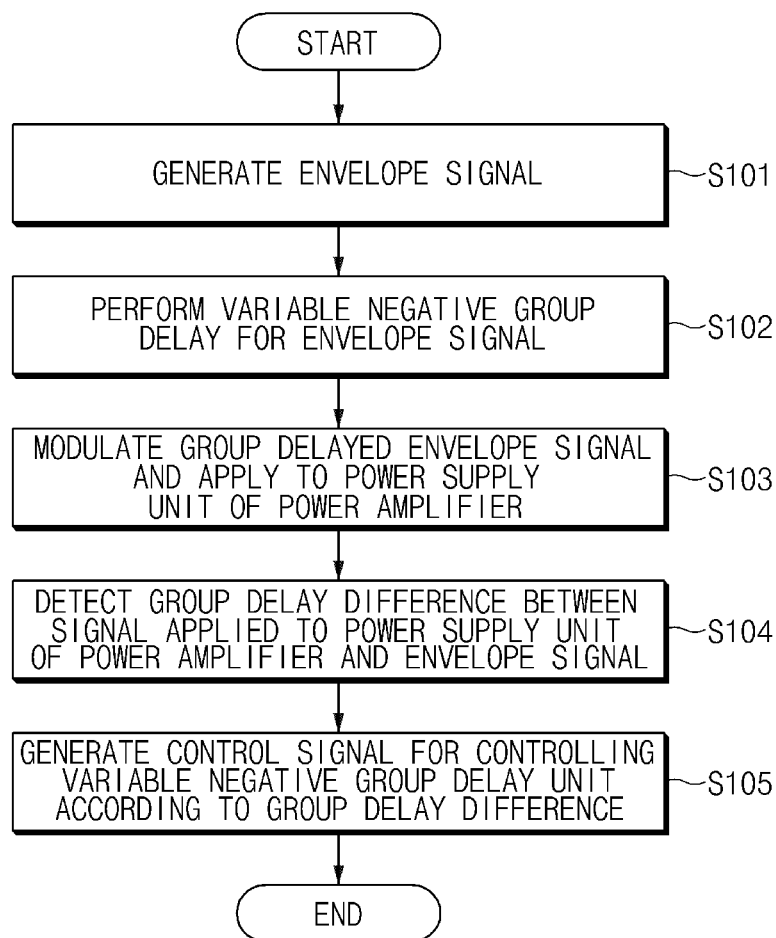 START
GENERATE ENVELOPE SIGNAL
S101
PERFORM VARIABLE NEGATIVE GROUP
DELAY FOR ENVELOPE SIGNAL
S102
MODULATE GROUP DELAYED ENVELOPE SIGNAL
AND APPLY TO POWER SUPPLY
UNIT OF POWER AMPLIFIER
S103
DETECT GROUP DELAY DIFFERENCE BETWEEN
SIGNAL APPLIED TO POWER SUPPLY UNIT
OF POWER AMPLIFIER AND ENVELOPE SIGNAL
S104
GENERATE CONTROL SIGNAL FOR CONTROLLING
VARIABLE NEGATIVE GROUP DELAY UNIT
ACCORDING TO GROUP DELAY DIFFERENCE
S105
END